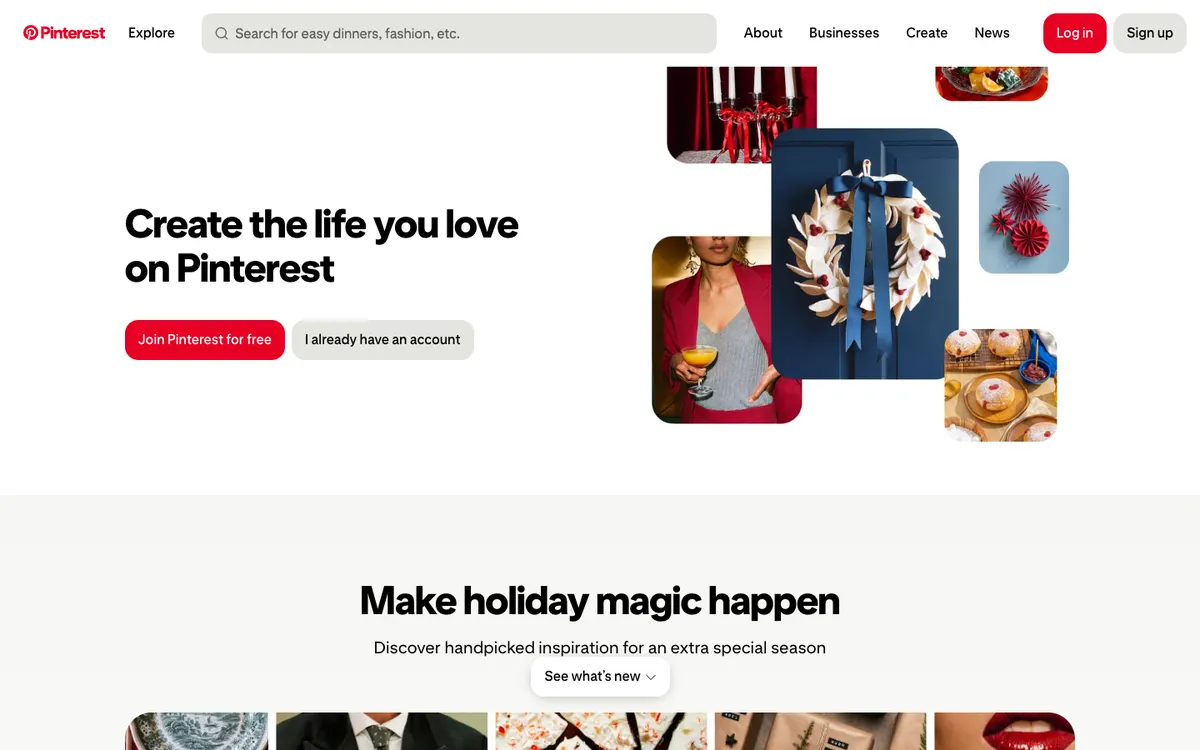 Pinterest
Explore
Search for easy dinners, fashion, etc.
About
Businesses
Create
News
Log in
Sign up
Create the life you love
on Pinterest
Join Pinterest for free
I already have an account
Make holiday magic happen
Discover handpicked inspiration for an extra special season
See what's new